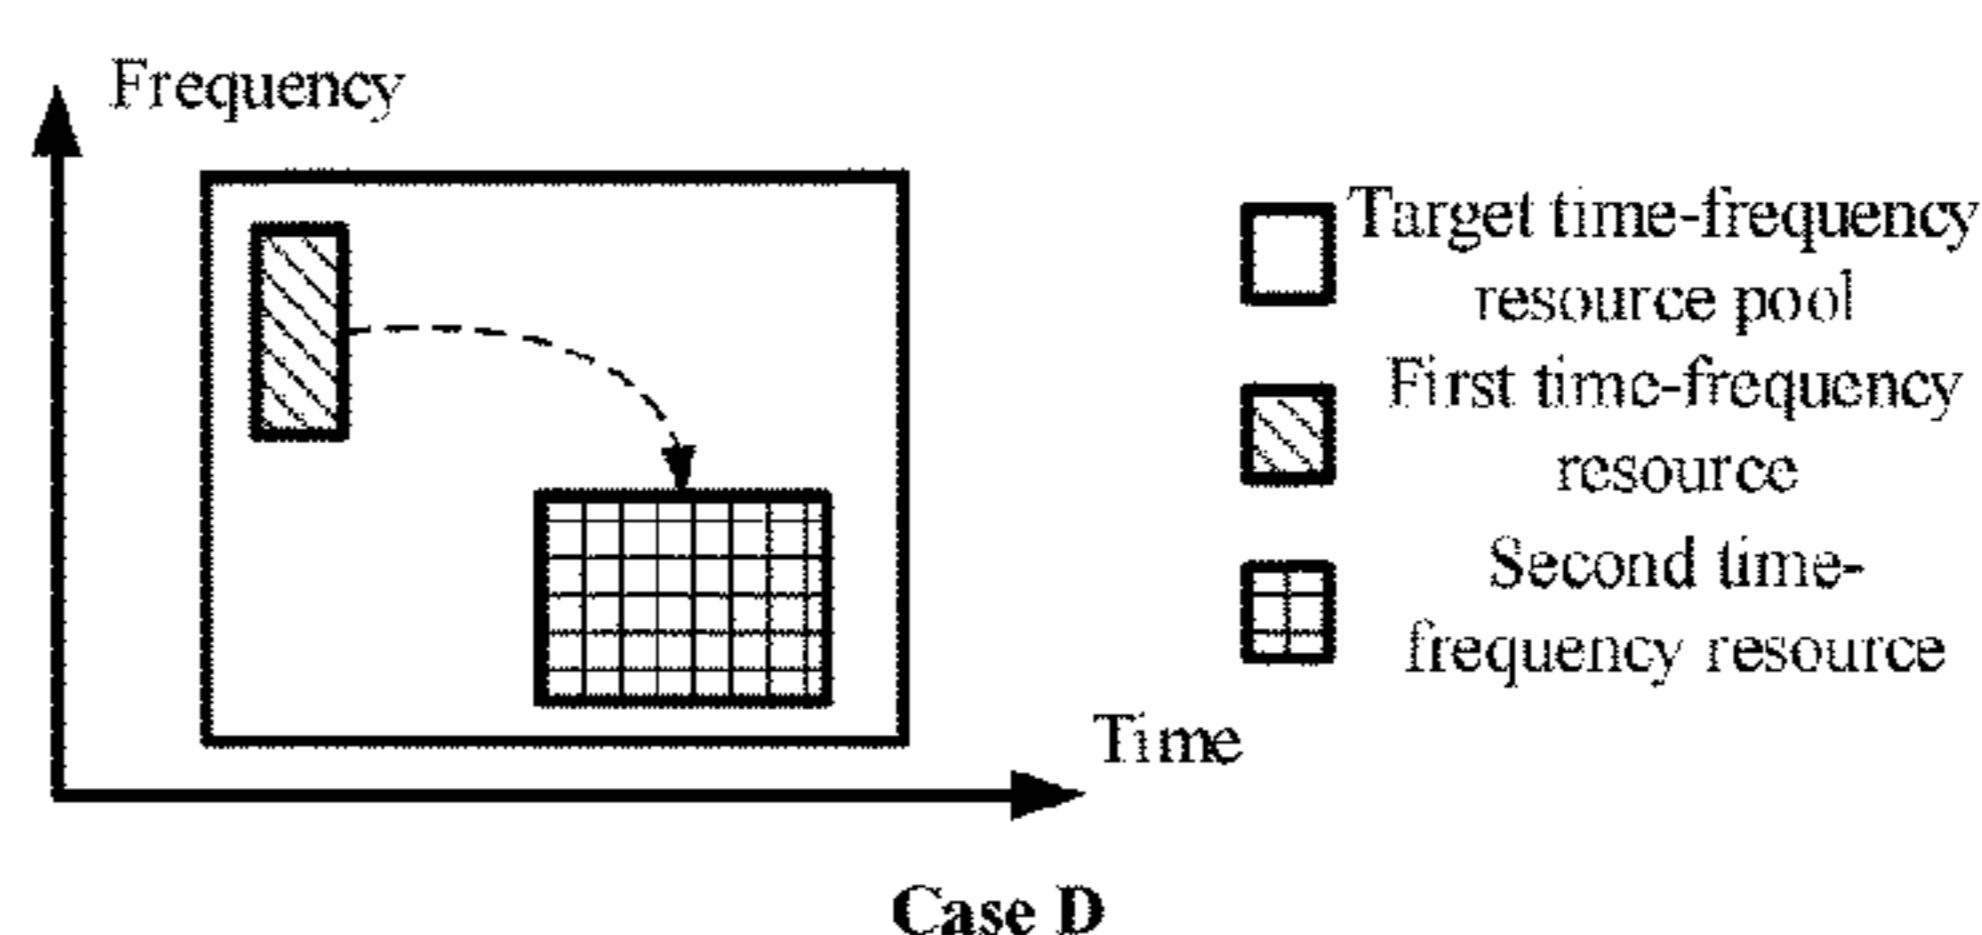 Frequency
Target time-frequency
resource pool
First time-frequency
resource
Second time-
frequency resource
Time
Case D